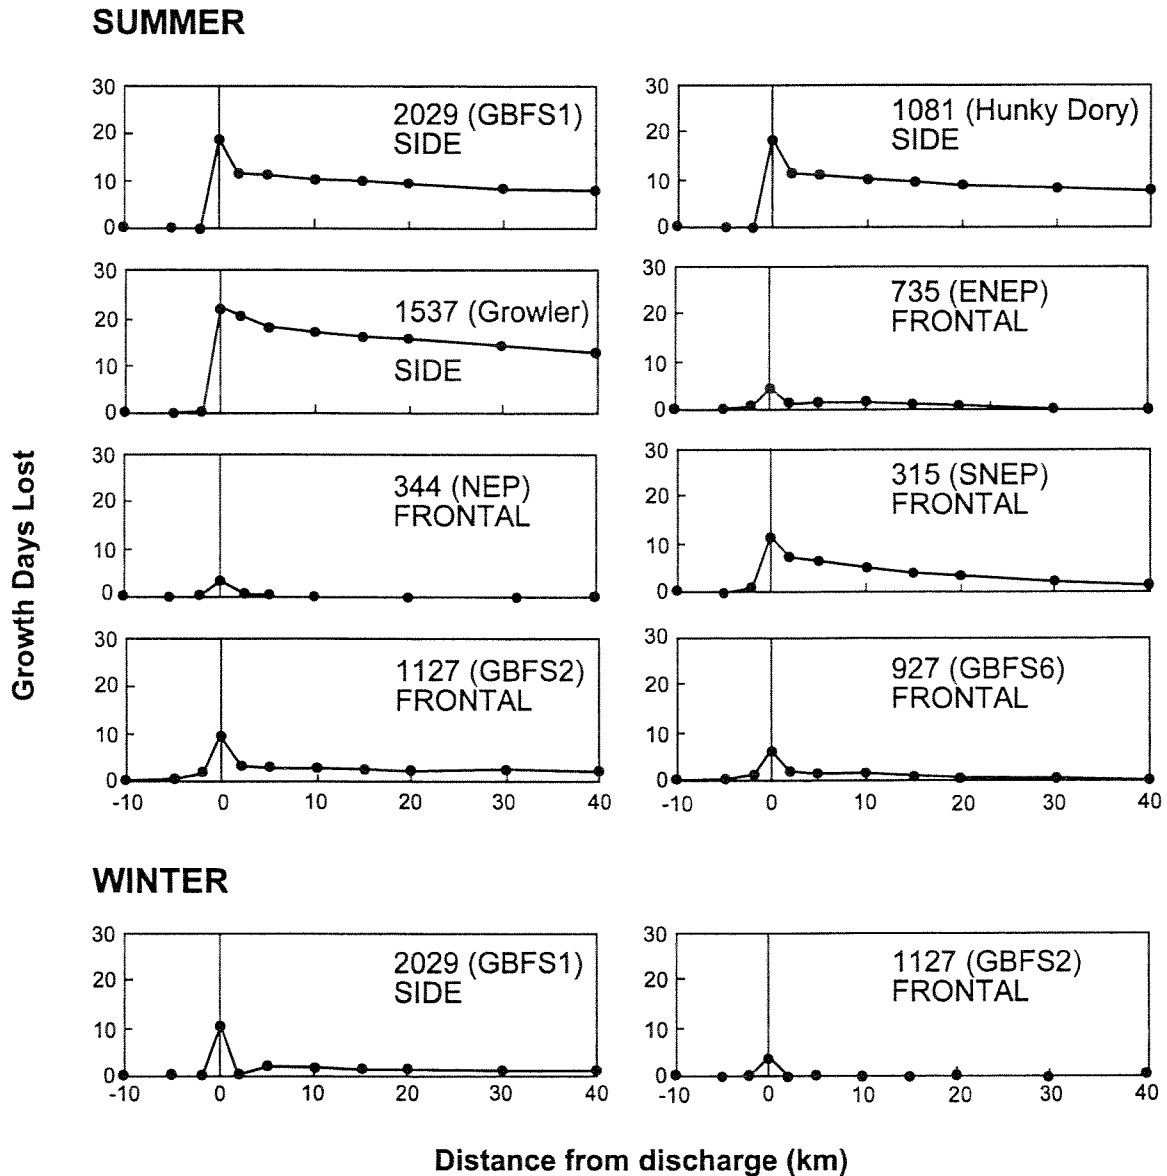 SUMMER
30
20
10
0
2029 (GBFS1)
SIDE
30
20
10
0
1081 (Hunky Dory)
SIDE
30
20
10
0
1537 (Growler)
SIDE
30
20
10
0
735 (ENEP)
FRONTAL
Growth Days Lost
30
20
10
0
344 (NEP)
FRONTAL
30
20
10
0
315 (SNEP)
FRONTAL
30
20
10
0
1127 (GBFS2)
FRONTAL
-10 0 10 20 30 40
30
20
10
0
927 (GBFS6)
FRONTAL
-10 0 10 20 30 40
WINTER
30
20
10
0
2029 (GBFS1)
SIDE
-10 0 10 20 30 40
30
20
10
0
1127 (GBFS2)
FRONTAL
-10 0 10 20 30 40
Distance from discharge (km)